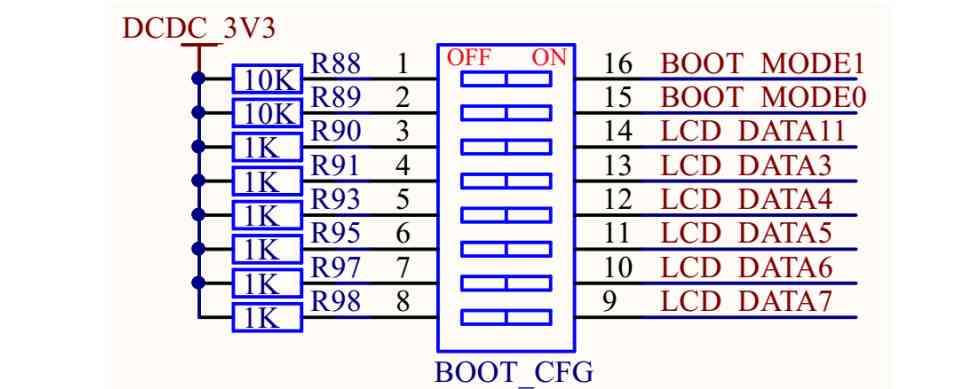 DCDC_3V3
OFF ON
R88 1 16 BOOT_MODE1
10K
R89 2 15 BOOT_MODE0
10K
R90 3 14 LCD_DATA11
1K
R91 4 13 LCD_DATA3
1K
R93 5 12 LCD_DATA4
1K
R95 6 11 LCD_DATA5
1K
R97 7 10 LCD_DATA6
1K
R98 8 9 LCD_DATA7
1K
BOOT_CFG